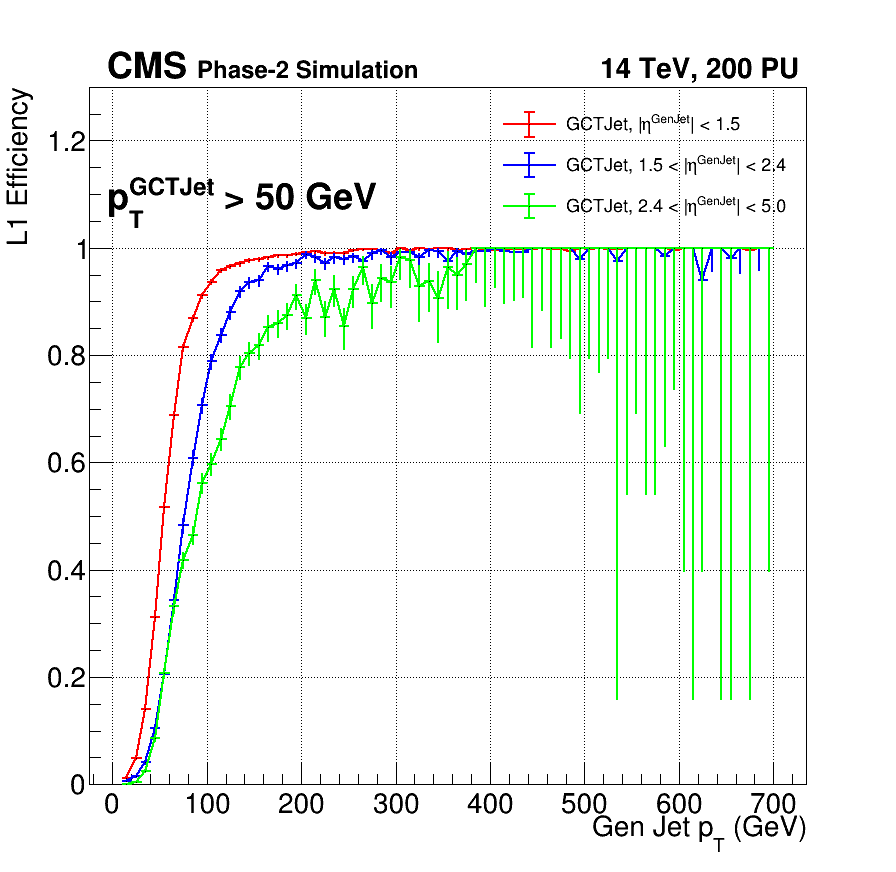 CMS Phase-2 Simulation 14 TeV, 200 PU
L1 Efficiency
GCTJet, |η^GenJet| < 1.5
GCTJet, 1.5 < |η^GenJet| < 2.4
GCTJet, 2.4 < |η^GenJet| < 5.0
p_T^GCTJet > 50 GeV
1.2
1
0.8
0.6
0.4
0.2
0
0 100 200 300 400 500 600 700
Gen Jet p_T (GeV)